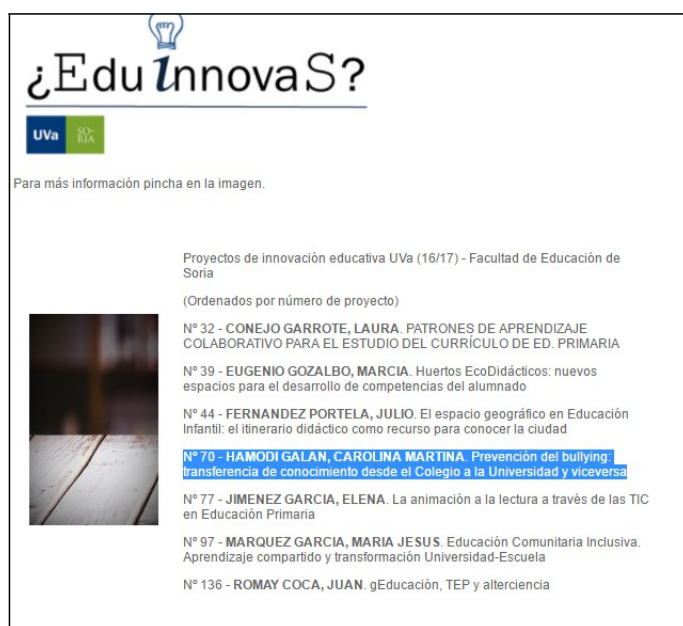 ¿EduInnovaS?
UVa
SO-
RIA
Para más información pincha en la imagen.
Proyectos de innovación educativa UVa (16/17) - Facultad de Educación de
Soria
(Ordenados por número de proyecto)
Nº 32 - CONEJO GARROTE, LAURA. PATRONES DE APRENDIZAJE
COLABORATIVO PARA EL ESTUDIO DEL CURRÍCULO DE ED. PRIMARIA
Nº 39 - EUGENIO GOZALBO, MARCIA. Huertos EcoDidácticos: nuevos
espacios para el desarrollo de competencias del alumnado
Nº 44 - FERNANDEZ PORTELA, JULIO. El espacio geográfico en Educación
Infantil: el itinerario didáctico como recurso para conocer la ciudad
Nº 70 - HAMODI GALAN, CAROLINA MARTINA. Prevención del bullying:
transferencia de conocimiento desde el Colegio a la Universidad y viceversa
Nº 77 - JIMENEZ GARCIA, ELENA. La animación a la lectura a través de las TIC
en Educación Primaria
Nº 97 - MARQUEZ GARCIA, MARIA JESUS. Educación Comunitaria Inclusiva.
Aprendizaje compartido y transformación Universidad-Escuela
Nº 136 - ROMAY COCA, JUAN. gEducación, TEP y alterciencia